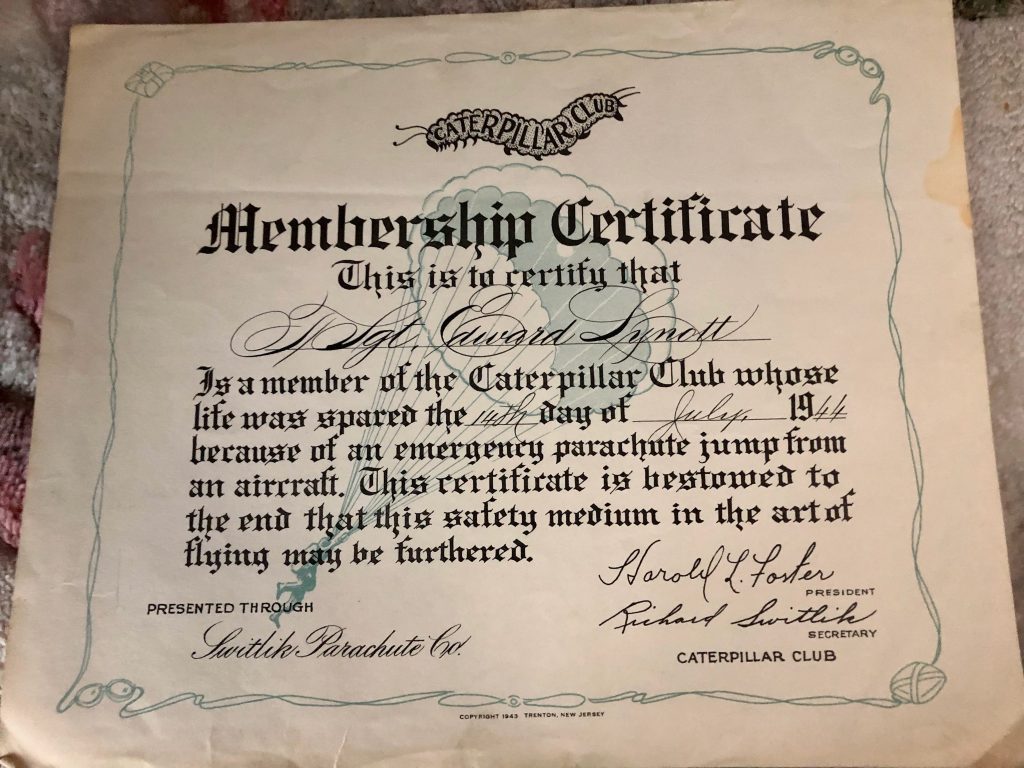 CATERPILLAR CLUB
Membership Certificate
This is to certify that
T/Sgt. Edward Lynott
Is a member of the Caterpillar Club whose
life was spared the 14th day of July, 1944
because of an emergency parachute jump from
an aircraft. This certificate is bestowed to
the end that this safety medium in the art of
flying may be furthered.
Harold L. Foster
PRESIDENT
PRESENTED THROUGH
Richard Switlik
SECRETARY
Switlik Parachute Co.
CATERPILLAR CLUB
COPYRIGHT 1943 TRENTON, NEW JERSEY